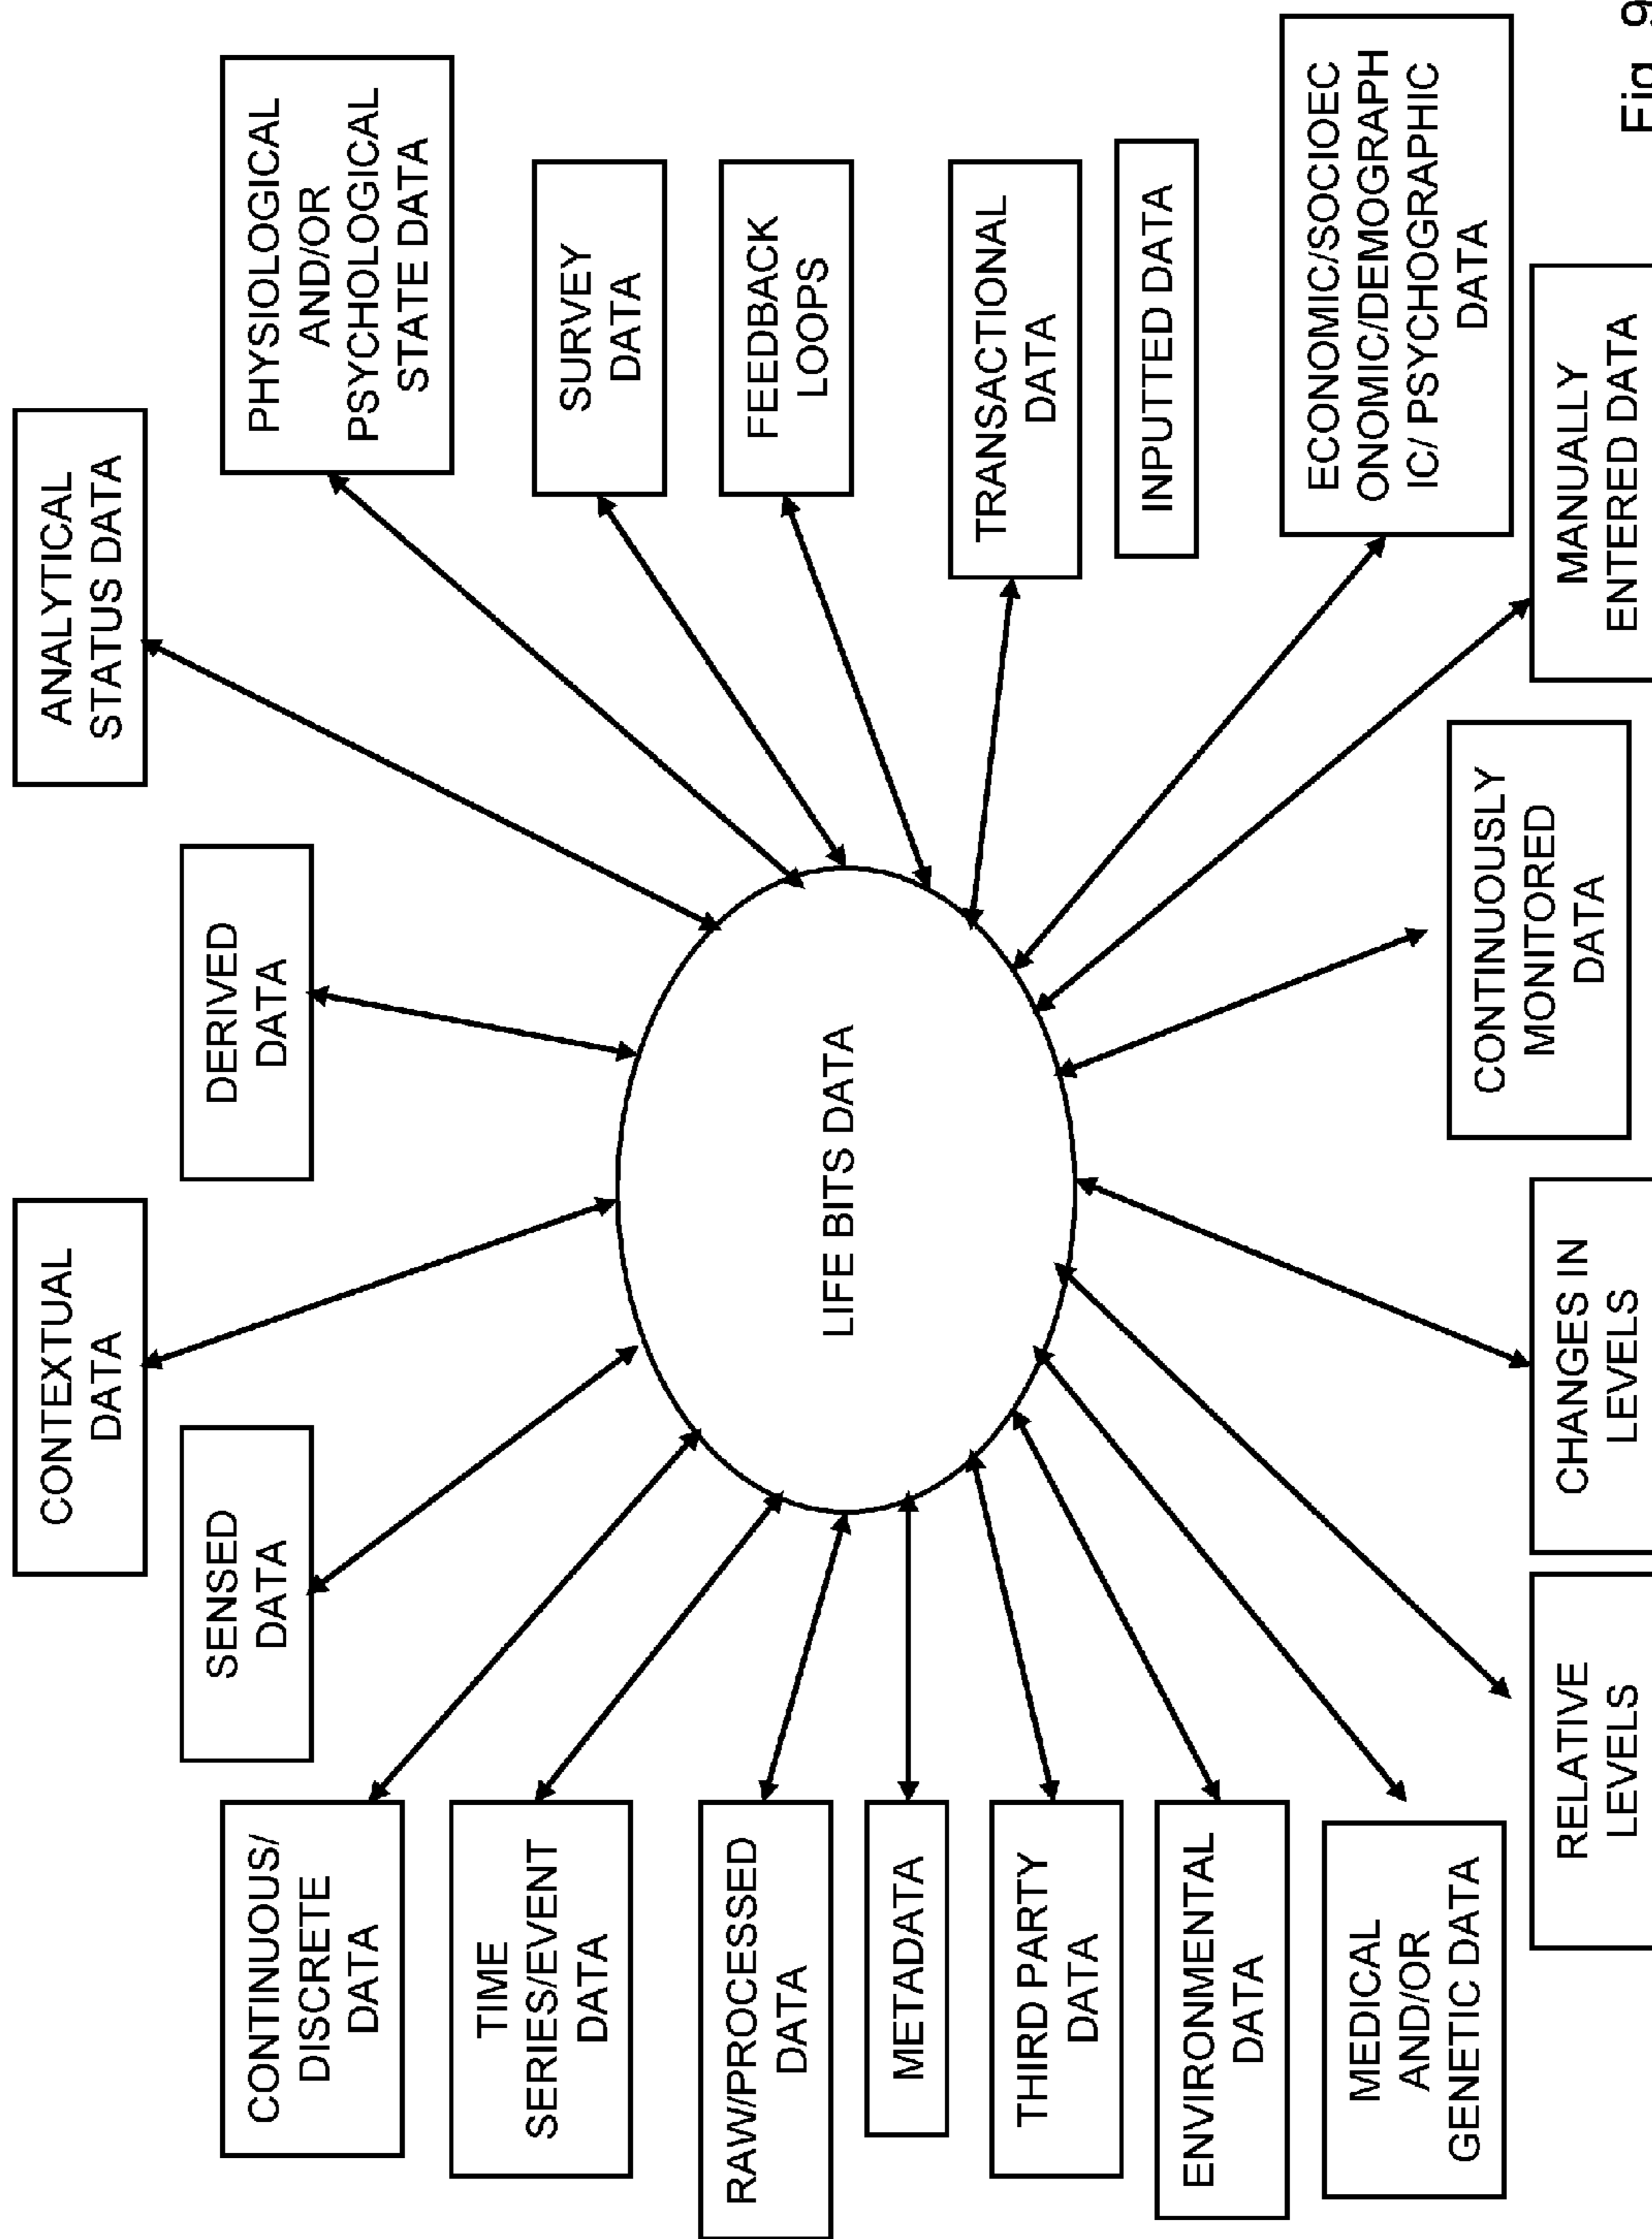 CONTEXTUAL
DATA
ANALYTICAL
STATUS DATA
SENSED
DATA
DERIVED
DATA
CONTINUOUS/
DISCRETE
DATA
PHYSIOLOGICAL
AND/OR
PSYCHOLOGICAL
STATE DATA
TIME
SERIES/EVENT
DATA
SURVEY
DATA
RAW/PROCESSED
DATA
FEEDBACK
LOOPS
LIFE BITS DATA
METADATA
THIRD PARTY
DATA
TRANSACTIONAL
DATA
INPUTTED DATA
ENVIRONMENTAL
DATA
ECONOMIC/SOCIOEC
ONOMIC/DEMOGRAPH
IC/ PSYCHOGRAPHIC
DATA
MEDICAL
AND/OR
GENETIC DATA
CONTINUOUSLY
MONITORED
DATA
RELATIVE
LEVELS
CHANGES IN
LEVELS
MANUALLY
ENTERED DATA
Fig 9